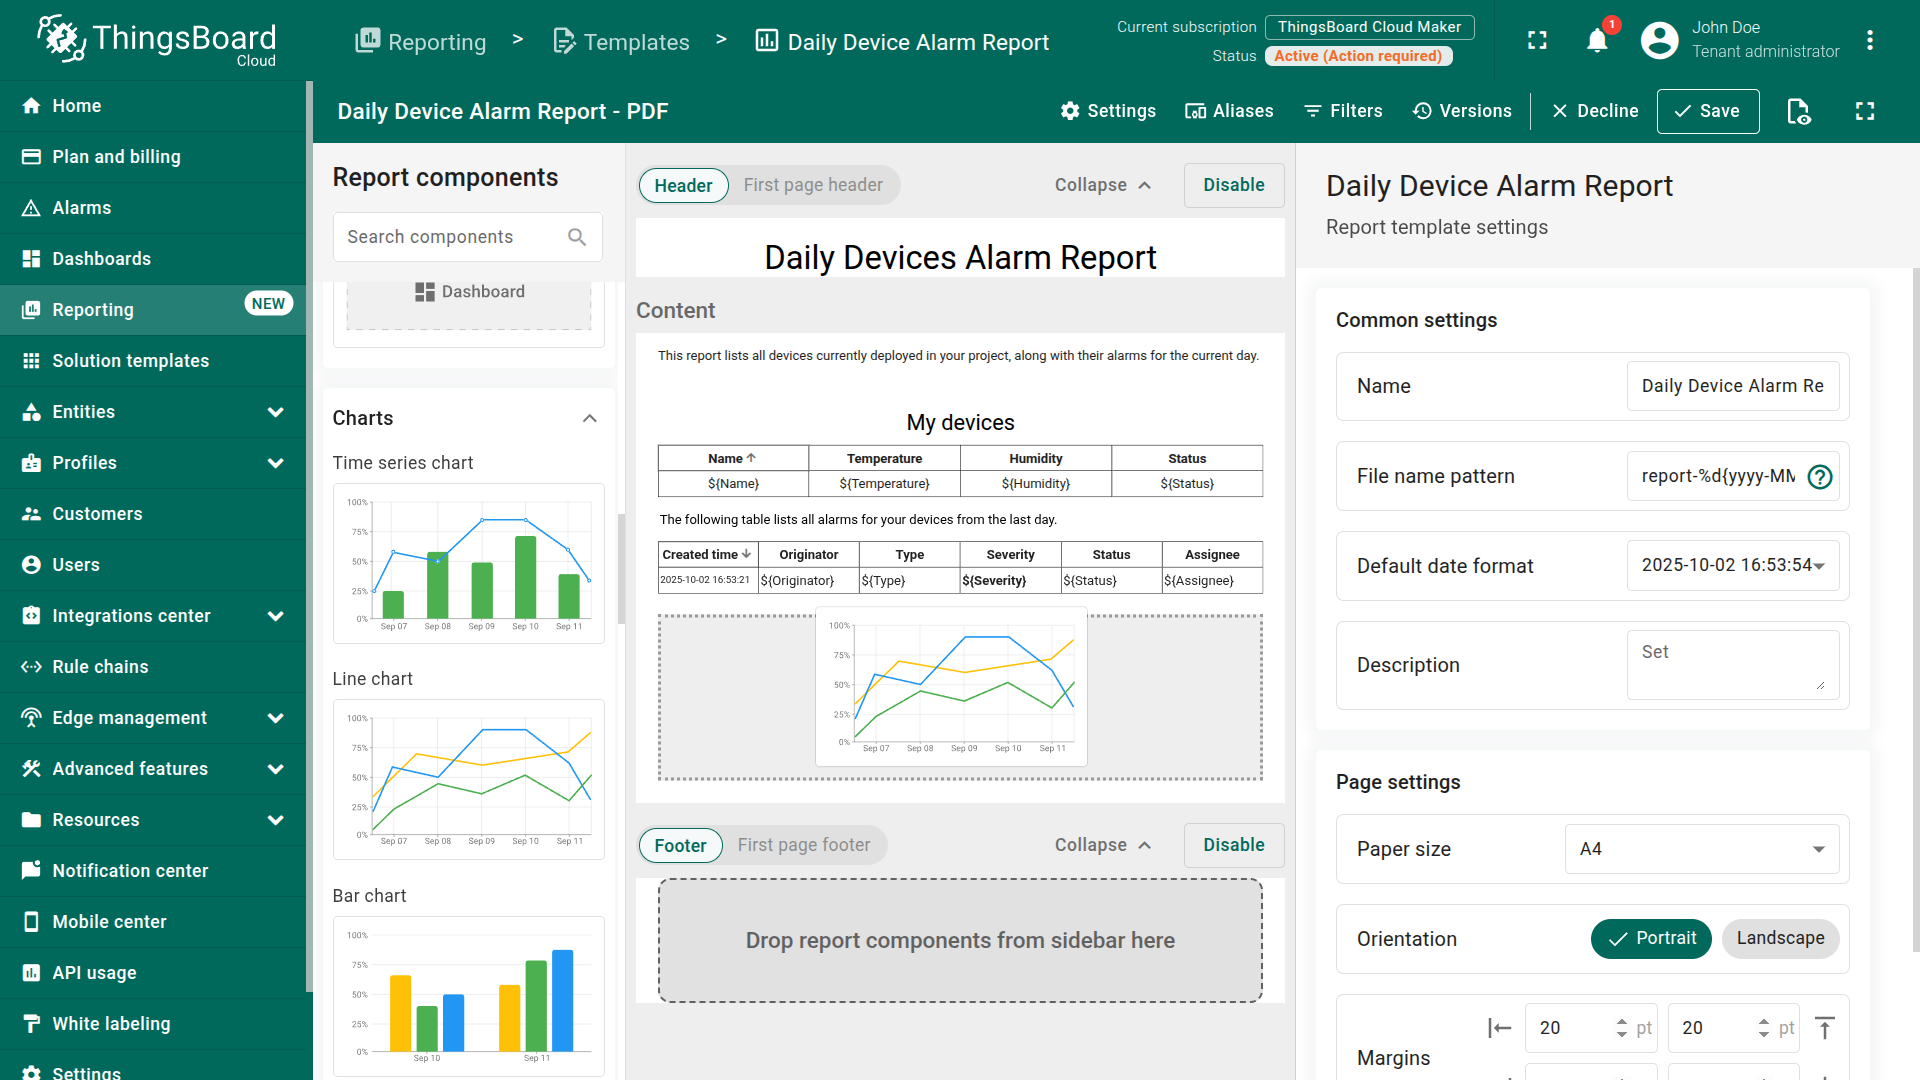 ThingsBoard
Cloud
Reporting > Templates > Daily Device Alarm Report
Current subscription ThingsBoard Cloud Maker
Status Active (Action required)
1
John Doe
Tenant administrator
Home
Plan and billing
Alarms
Dashboards
Reporting NEW
Solution templates
Entities
Profiles
Customers
Users
Integrations center
Rule chains
Edge management
Advanced features
Resources
Notification center
Mobile center
API usage
White labeling
Settings
Daily Device Alarm Report - PDF
Settings Aliases Filters Versions Decline Save
Report components
Search components
Dashboard
Charts
Time series chart
100%
75%
50%
25%
0%
Sep 07 Sep 08 Sep 09 Sep 10 Sep 11
Line chart
100%
75%
50%
25%
0%
Sep 07 Sep 08 Sep 09 Sep 10 Sep 11
Bar chart
100%
75%
50%
25%
0%
Sep 10 Sep 11
Header First page header Collapse Disable
Daily Devices Alarm Report
Content
This report lists all devices currently deployed in your project, along with their alarms for the current day.
My devices
Name Temperature Humidity Status
${Name} ${Temperature} ${Humidity} ${Status}
The following table lists all alarms for your devices from the last day.
Created time Originator Type Severity Status Assignee
2025-10-02 16:53:21 ${Originator} ${Type} ${Severity} ${Status} ${Assignee}
100%
75%
50%
25%
0%
Sep 07 Sep 08 Sep 09 Sep 10 Sep 11
Footer First page footer Collapse Disable
Drop report components from sidebar here
Daily Device Alarm Report
Report template settings
Common settings
Name Daily Device Alarm Re
File name pattern report-%d{yyyy-MM
Default date format 2025-10-02 16:53:54
Description Set
Page settings
Paper size A4
Orientation Portrait Landscape
Margins 20 pt 20 pt